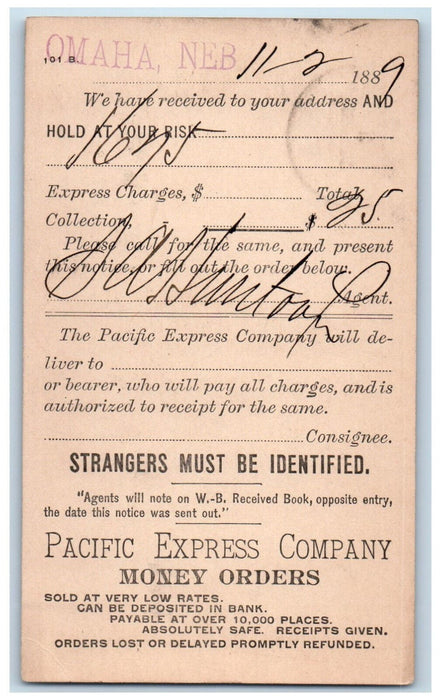 OMAHA, NEB 11-2 1889
101 B.
We have received to your address AND
HOLD AT YOUR RISK
1675
Express Charges, $ Total
Collection, - $ 25.
Please call for the same, and present
this notice, or fill out the order below.
Agent.
The Pacific Express Company will de-
liver to
or bearer, who will pay all charges, and is
authorized to receipt for the same.
Consignee.
STRANGERS MUST BE IDENTIFIED.
"Agents will note on W.-B. Received Book, opposite entry,
the date this notice was sent out."
PACIFIC EXPRESS COMPANY
MONEY ORDERS
SOLD AT VERY LOW RATES.
CAN BE DEPOSITED IN BANK.
PAYABLE AT OVER 10,000 PLACES.
ABSOLUTELY SAFE. RECEIPTS GIVEN.
ORDERS LOST OR DELAYED PROMPTLY REFUNDED.